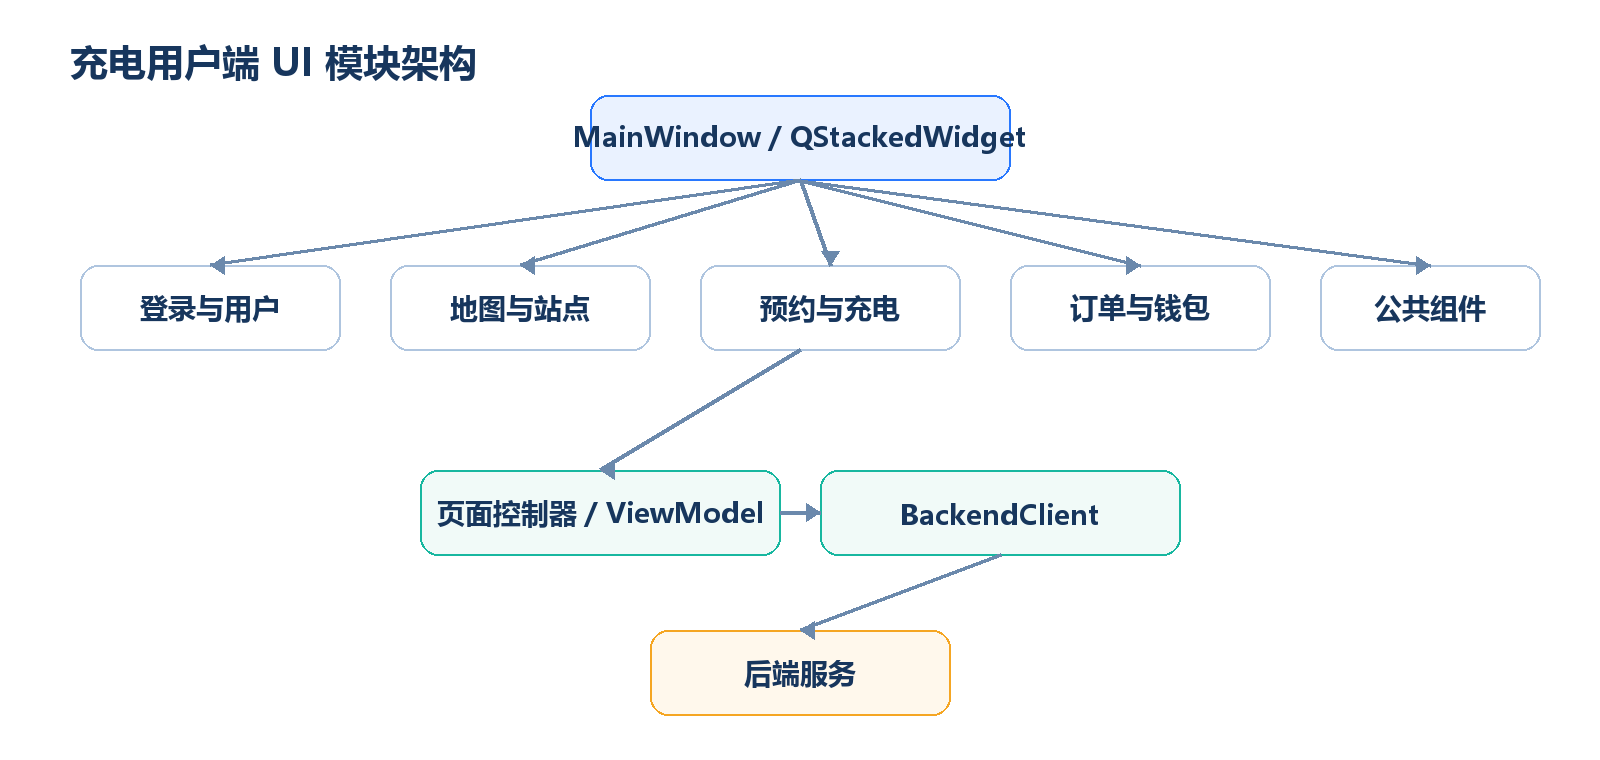 充电用户端 UI 模块架构
MainWindow / QStackedWidget
登录与用户
地图与站点
预约与充电
订单与钱包
公共组件
页面控制器 / ViewModel
BackendClient
后端服务